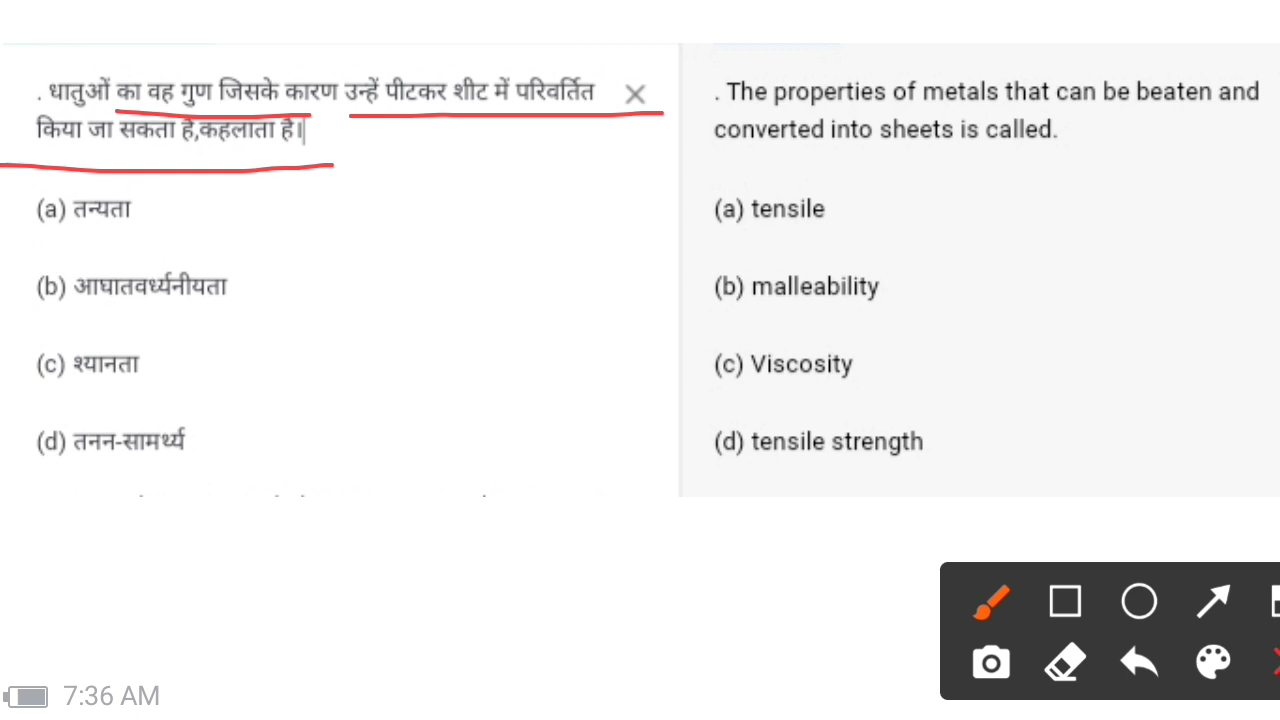 . धातुओं का वह गुण जिसके कारण उन्हें पीटकर शीट में परिवर्तित
किया जा सकता है,कहलाता है।
(a) तन्यता
(b) आघातवर्ध्यनीयता
(c) श्यानता
(d) तनन-सामर्थ्य
. The properties of metals that can be beaten and
converted into sheets is called.
(a) tensile
(b) malleability
(c) Viscosity
(d) tensile strength
7:36 AM